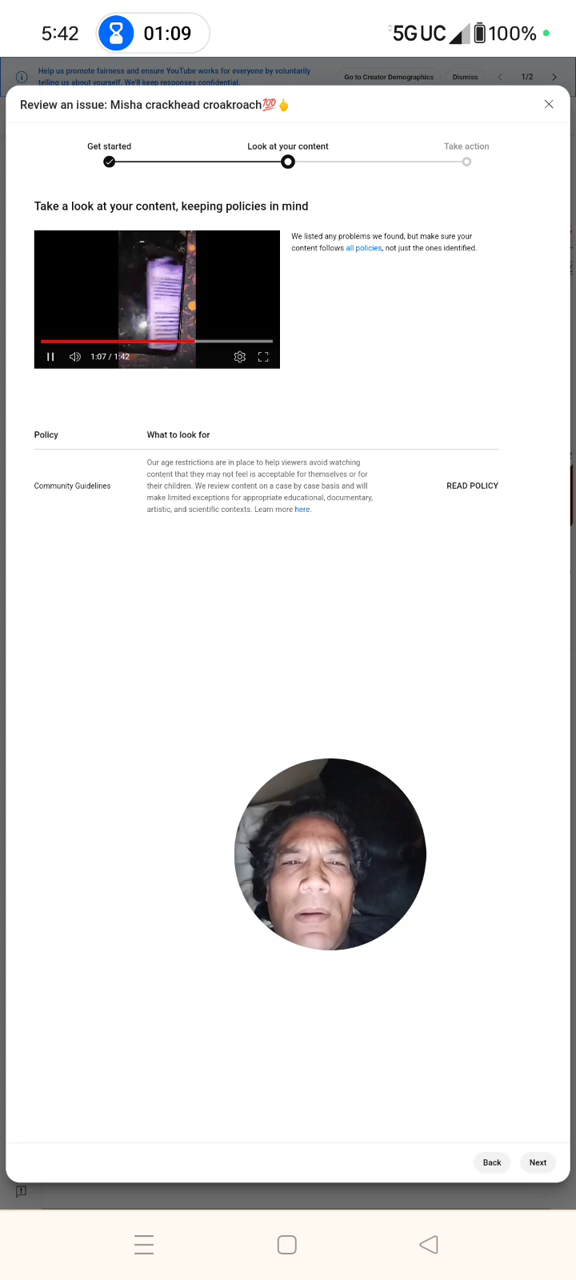 5:42
01:09
5G UC
100%
Help us promote fairness and ensure YouTube works for everyone by voluntarily
telling us about yourself. We'll keep responses confidential.
Go to Creator Demographics
Dismiss
1/2
Review an issue: Misha crackhead croakroach💯🖕
Get started
Look at your content
Take action
Take a look at your content, keeping policies in mind
We listed any problems we found, but make sure your
content follows all policies, not just the ones identified.
1:07 / 1:42
Policy
What to look for
Community Guidelines
Our age restrictions are in place to help viewers avoid watching
content that they may not feel is acceptable for themselves or for
their children. We review content on a case by case basis and will
make limited exceptions for appropriate educational, documentary,
artistic, and scientific contexts. Learn more here.
READ POLICY
Back
Next